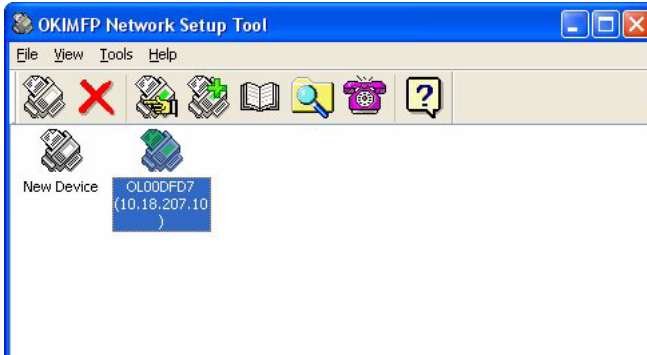 OKIMFP Network Setup Tool
File View Tools Help
New Device
OL00DFD7
(10.18.207.10
)